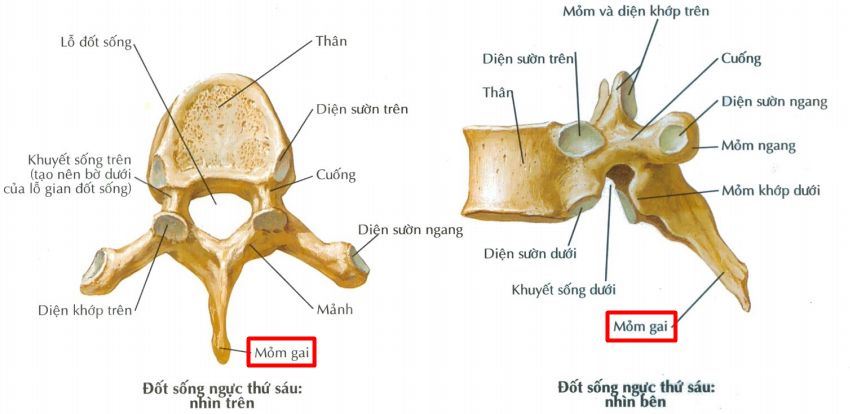 Lỗ đốt sống
Thân
Diện sườn trên
Khuyết sống trên
(tạo nên bờ dưới
của lỗ gian đốt sống)
Cuống
Diện sườn ngang
Diện khớp trên
Mảnh
Mỏm gai
Đốt sống ngực thứ sáu:
nhìn trên
Mỏm và diện khớp trên
Diện sườn trên
Cuống
Thân
Diện sườn ngang
Mỏm ngang
Mỏm khớp dưới
Diện sườn dưới
Khuyết sống dưới
Mỏm gai
Đốt sống ngực thứ sáu:
nhìn bên